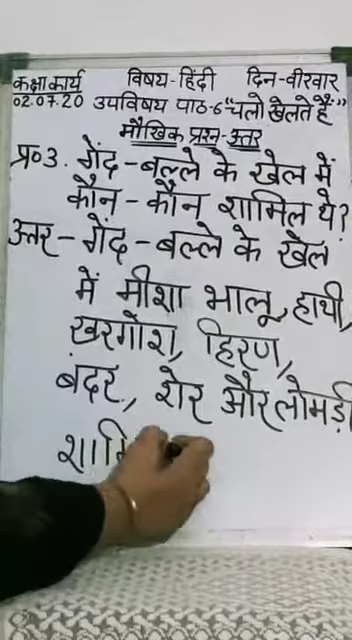 कक्षाकार्य विषय-हिंदी दिन-वीरवार
02.07.20 उपविषय पाठ-6 "चलो खेलते हैं"
मौखिक प्रश्न-उत्तर
प्र०3. गेंद-बल्ले के खेल में
कौन-कौन शामिल थे?
उत्तर- गेंद-बल्ले के खेल
में मीशा भालू, हाथी,
खरगोश, हिरण,
बंदर, शेर और लोमड़ी